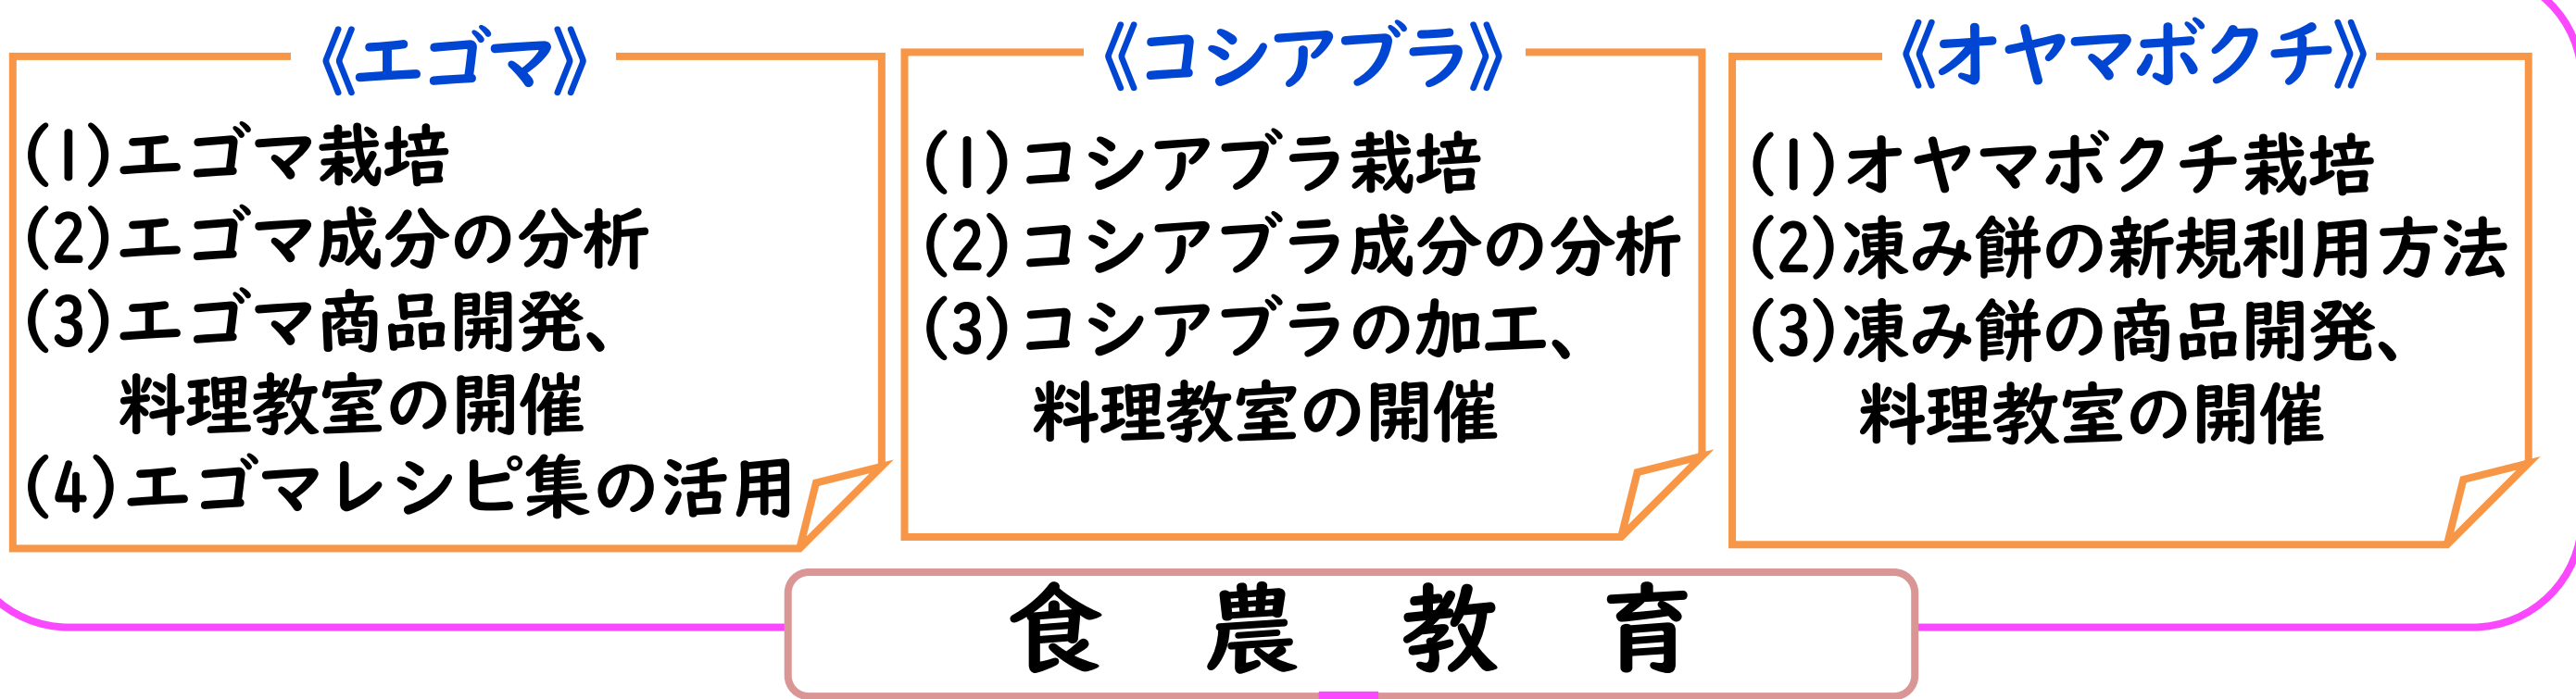 《エゴマ》
(1)エゴマ栽培
(2)エゴマ成分の分析
(3)エゴマ商品開発、
料理教室の開催
(4)エゴマレシピ集の活用
《コシアブラ》
(1)コシアブラ栽培
(2)コシアブラ成分の分析
(3)コシアブラの加工、
料理教室の開催
《オヤマボクチ》
(1)オヤマボクチ栽培
(2)凍み餅の新規利用方法
(3)凍み餅の商品開発、
料理教室の開催
食農教育